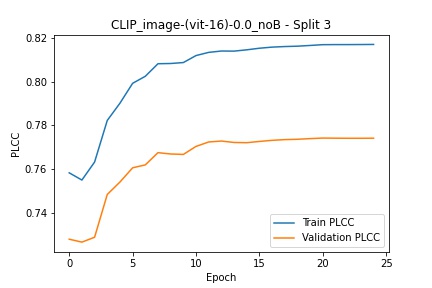 CLIP_image-(vit-16)-0.0_noB - Split 3
0.82
0.80
0.78
0.76
0.74
PLCC
Train PLCC
Validation PLCC
0 5 10 15 20 25
Epoch